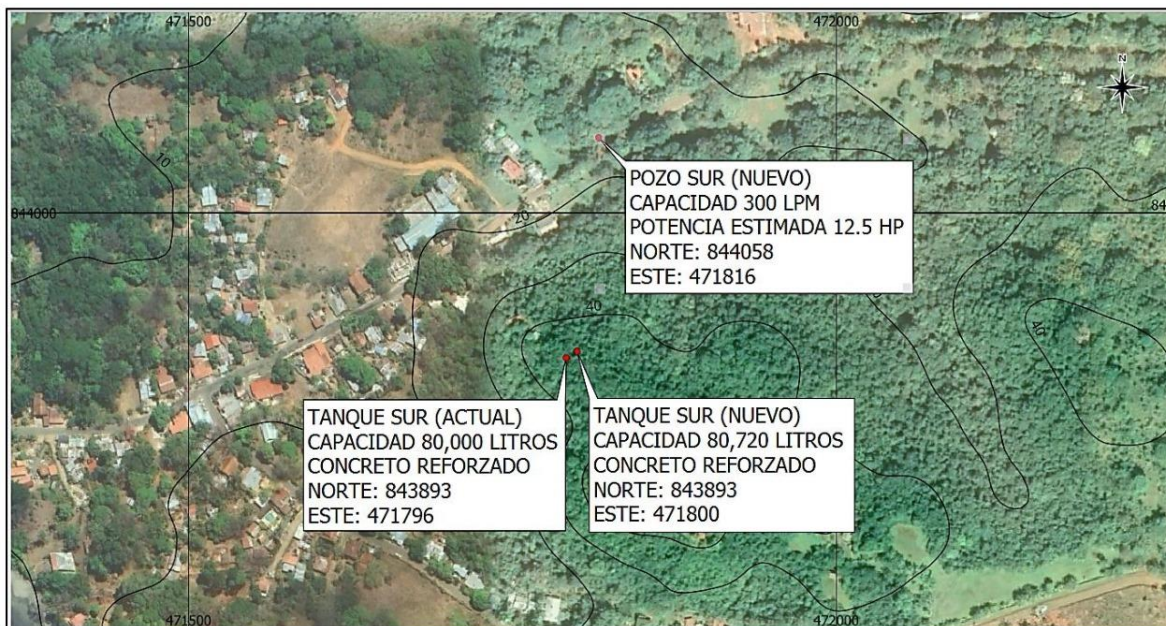 471500
472000
N
10
844000
20
POZO SUR (NUEVO)
CAPACIDAD 300 LPM
POTENCIA ESTIMADA 12.5 HP
NORTE: 844058
ESTE: 471816
84
40
40
TANQUE SUR (ACTUAL)
CAPACIDAD 80,000 LITROS
CONCRETO REFORZADO
NORTE: 843893
ESTE: 471796
TANQUE SUR (NUEVO)
CAPACIDAD 80,720 LITROS
CONCRETO REFORZADO
NORTE: 843893
ESTE: 471800
471500
472000